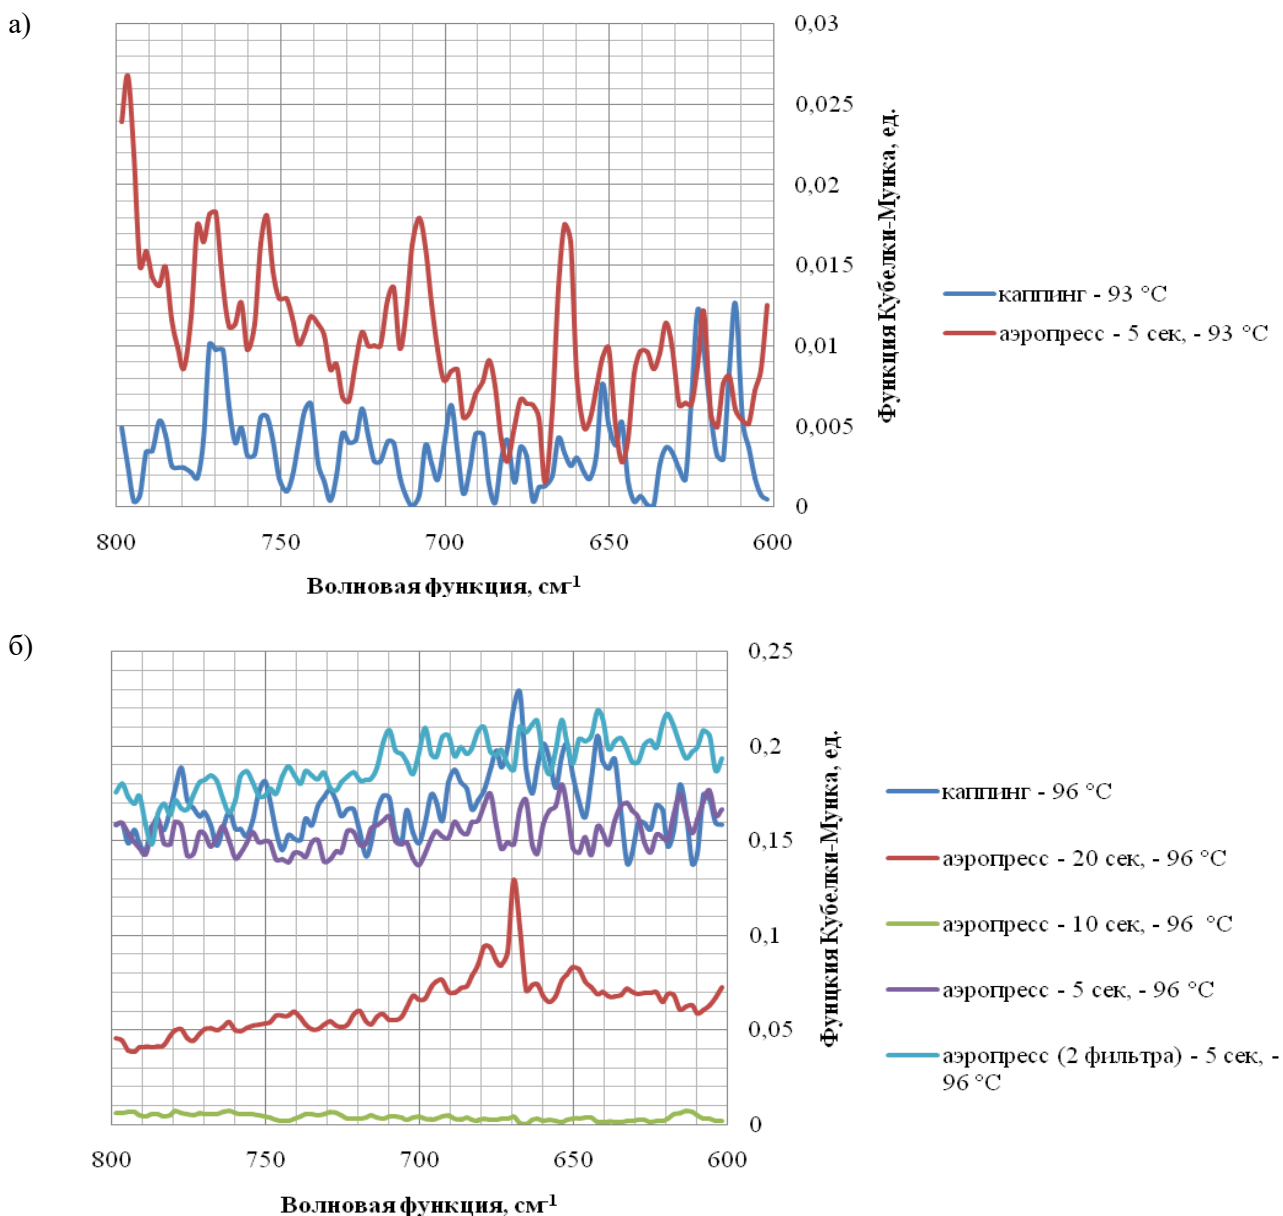 а)
0,03
0,025
0,02
0,015
0,01
0,005
0
Функция Кубелки-Мунка, ед.
каппинг - 93 °C
аэропресс - 5 сек, - 93 °C
800 750 700 650 600
Волновая функция, см-1
б)
0,25
0,2
0,15
0,1
0,05
0
Фунцкия Кубелки-Мунка, ед.
каппинг - 96 °C
аэропресс - 20 сек, - 96 °C
аэропресс - 10 сек, - 96 °C
аэропресс - 5 сек, - 96 °C
аэропресс (2 фильтра) - 5 сек, -
96 °C
800 750 700 650 600
Волновая функция, см-1